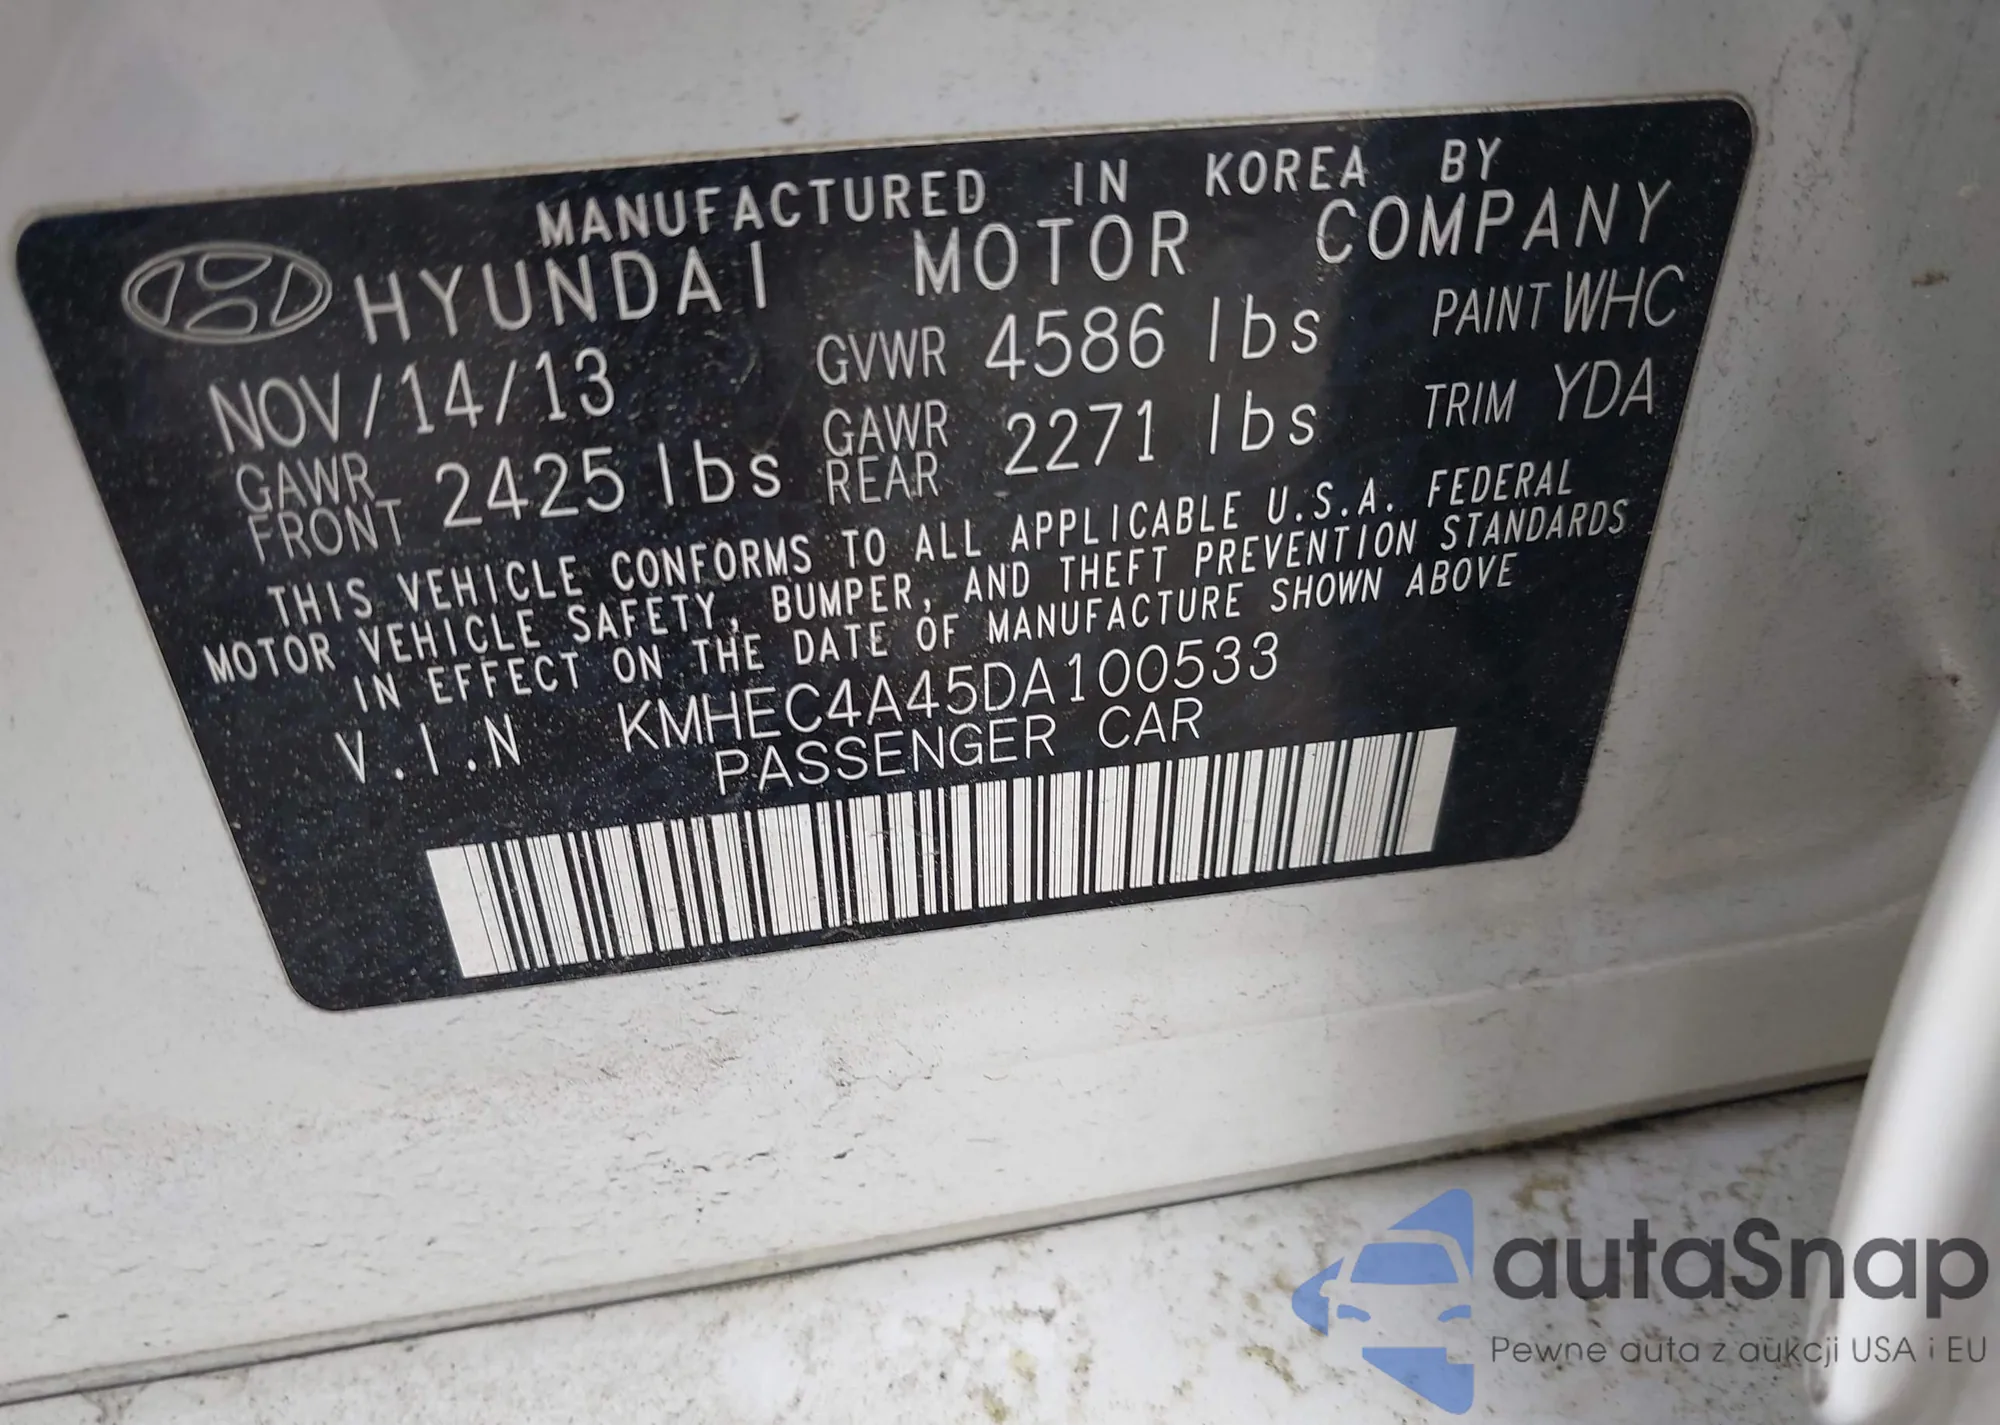 MANUFACTURED IN KOREA BY
HYUNDAI MOTOR COMPANY
NOV/14/13 GVWR 4586 lbs PAINT WHC
GAWR FRONT 2425 lbs GAWR REAR 2271 lbs TRIM YDA
THIS VEHICLE CONFORMS TO ALL APPLICABLE U.S.A. FEDERAL
MOTOR VEHICLE SAFETY, BUMPER, AND THEFT PREVENTION STANDARDS
IN EFFECT ON THE DATE OF MANUFACTURE SHOWN ABOVE
V.I.N KMHEC4A45DA100533
PASSENGER CAR
autaSnap
Pewne auta z aukcji USA i EU